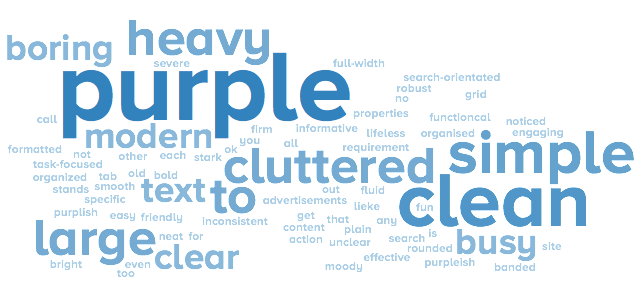 boring heavy
severe full-width
purple search-orientated
robust
no grid
call properties functioncal noticed
modern firm informative lifeless organised engaging
formatted not other each stark ok you all requirement simple
task-focused cluttered
organized tab old bold
stands smooth text to out fluid clean
specific advertisements lieke fun
purplish easy friendly inconsistent get that any
large neat for content plain search is busy site
action unclear rounded
clear effective
bright even moody purpleish banded
too